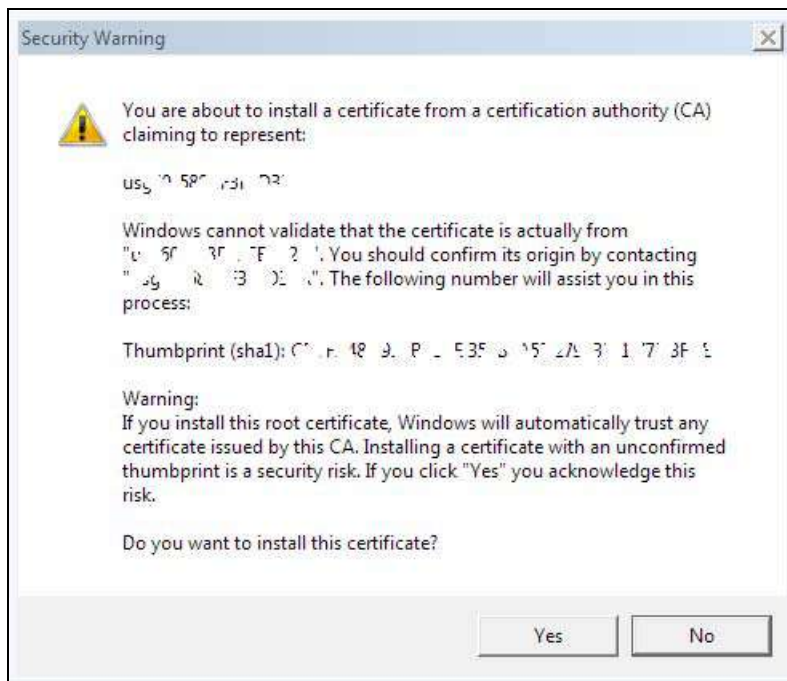 Security Warning
You are about to install a certificate from a certification authority (CA)
claiming to represent:
Windows cannot validate that the certificate is actually from
You should confirm its origin by contacting
The following number will assist you in this
process:
Thumbprint (sha1):
Warning:
If you install this root certificate, Windows will automatically trust any
certificate issued by this CA. Installing a certificate with an unconfirmed
thumbprint is a security risk. If you click "Yes" you acknowledge this
risk.
Do you want to install this certificate?
Yes
No